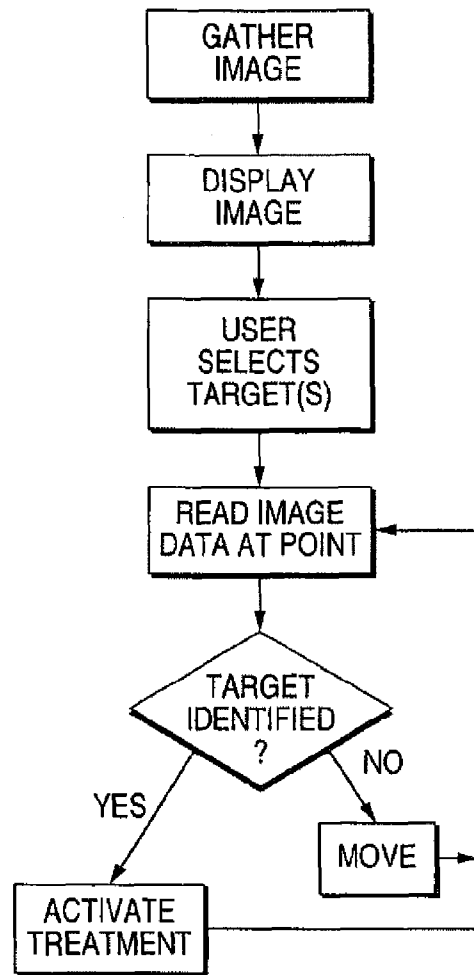 GATHER
IMAGE
DISPLAY
IMAGE
USER
SELECTS
TARGET(S)
READ IMAGE
DATA AT POINT
TARGET
IDENTIFIED
?
YES
NO
MOVE
ACTIVATE
TREATMENT